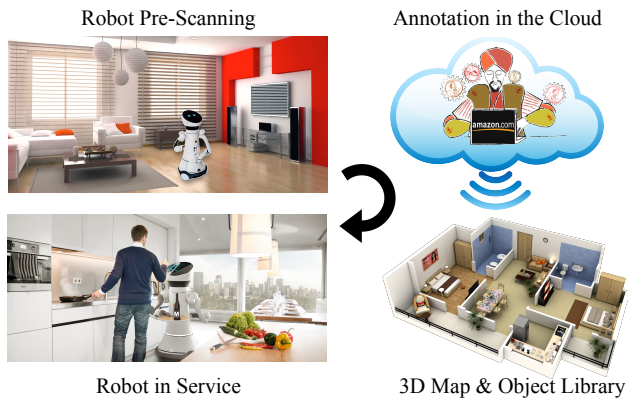 Robot Pre-Scanning
Annotation in the Cloud
amazon.com
M
Robot in Service
3D Map & Object Library